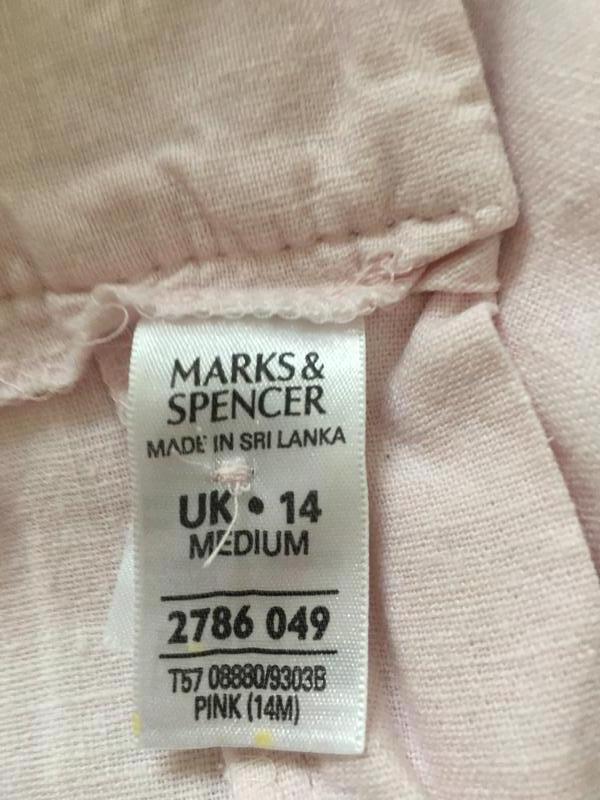 MARKS &
SPENCER
MADE IN SRI LANKA
UK • 14
MEDIUM
2786 049
T57 08880/9303B
PINK (14M)